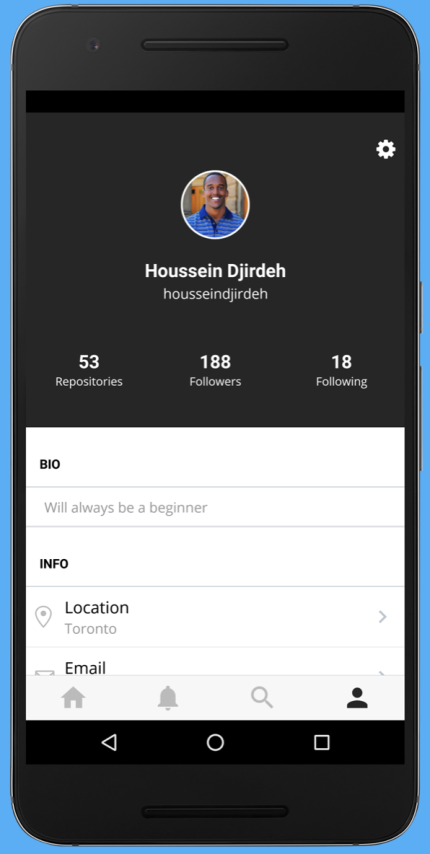 Houssein Djirdeh
housseindjirdeh
53 188 18
Repositories Followers Following
BIO
Will always be a beginner
INFO
Location
Toronto
Email